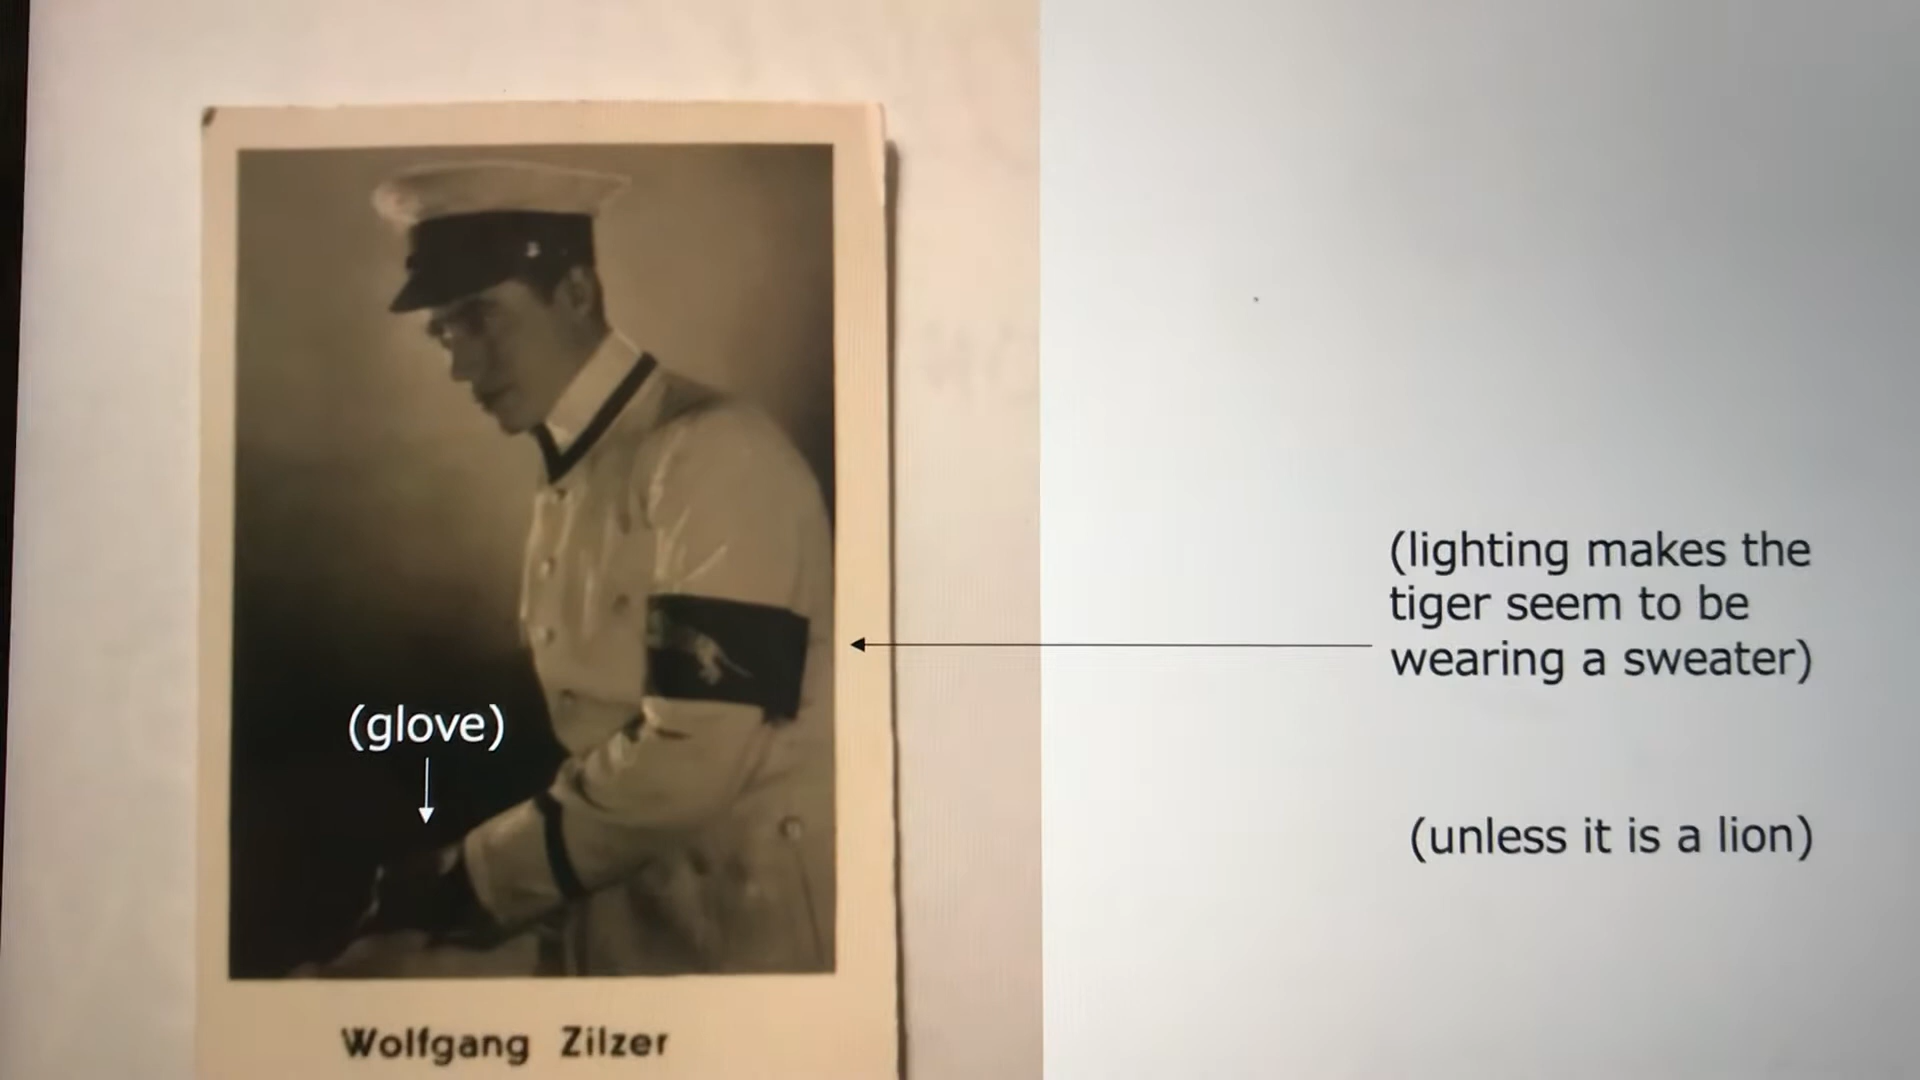 (lighting makes the
tiger seem to be
wearing a sweater)
(glove)
(unless it is a lion)
Wolfgang Zilzer